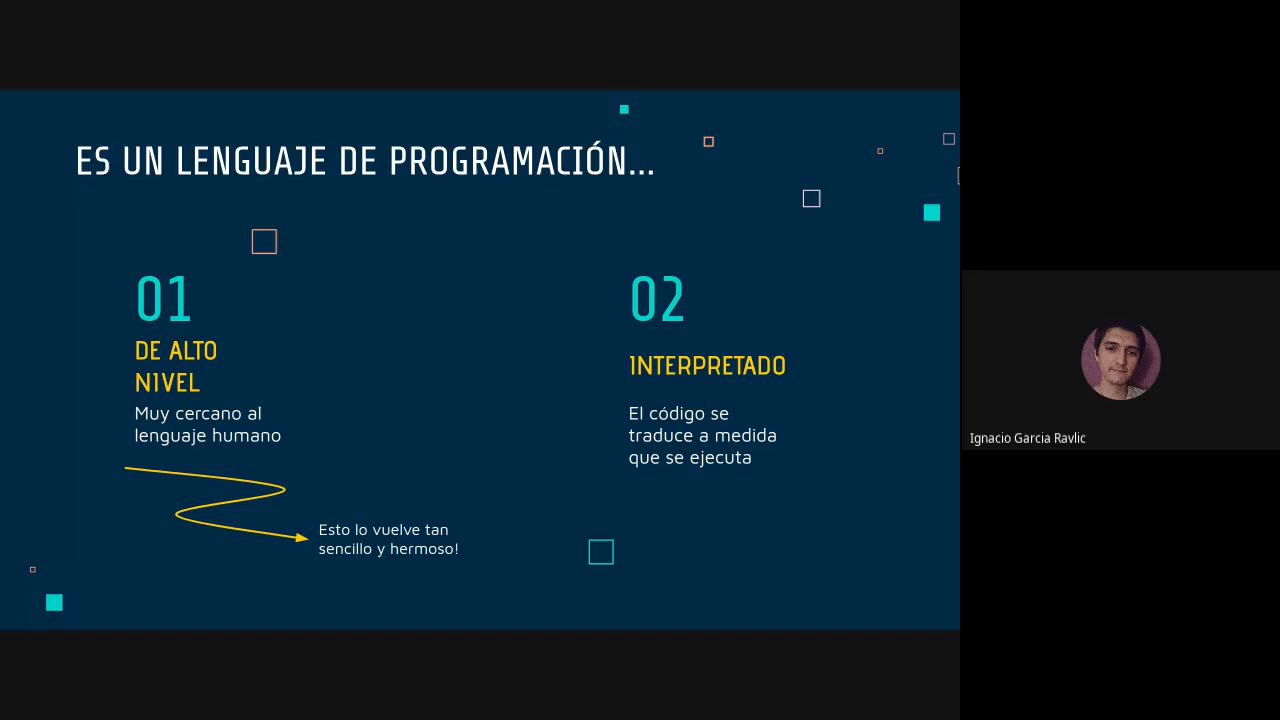 ES UN LENGUAJE DE PROGRAMACIÓN...
01
DE ALTO
NIVEL
Muy cercano al
lenguaje humano
Esto lo vuelve tan
sencillo y hermoso!
02
INTERPRETADO
El código se
traduce a medida
que se ejecuta
Ignacio Garcia Ravlic